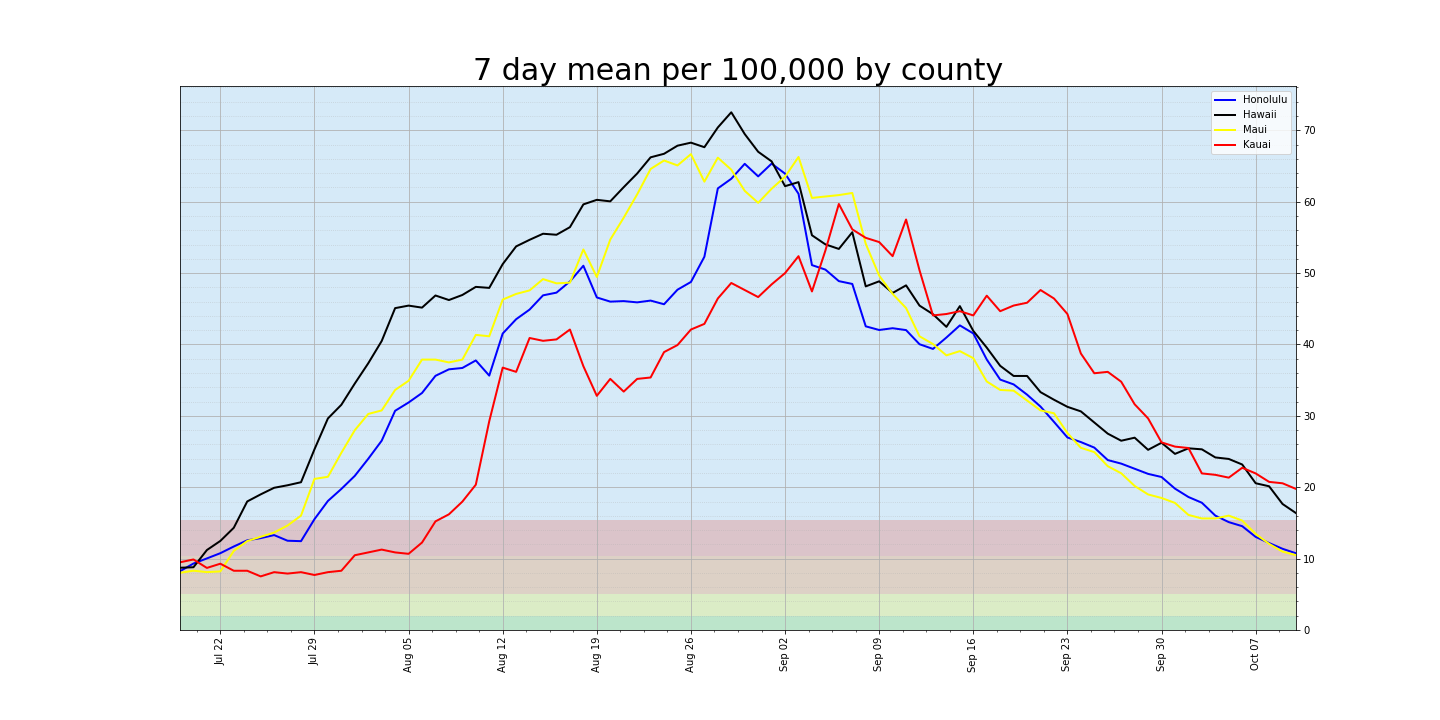 7 day mean per 100,000 by county
Honolulu
Hawaii
Maui
Kauai
70
60
50
40
30
20
10
0
Jul 22
Jul 29
Aug 05
Aug 12
Aug 19
Aug 26
Sep 02
Sep 09
Sep 16
Sep 23
Sep 30
Oct 07